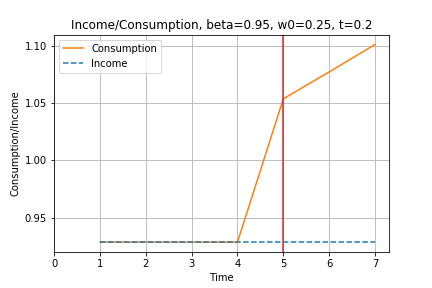 Income/Consumption, beta=0.95, w0=0.25, t=0.2
Consumption
Income
Consumption/Income
1.10
1.05
1.00
0.95
0 1 2 3 4 5 6 7
Time